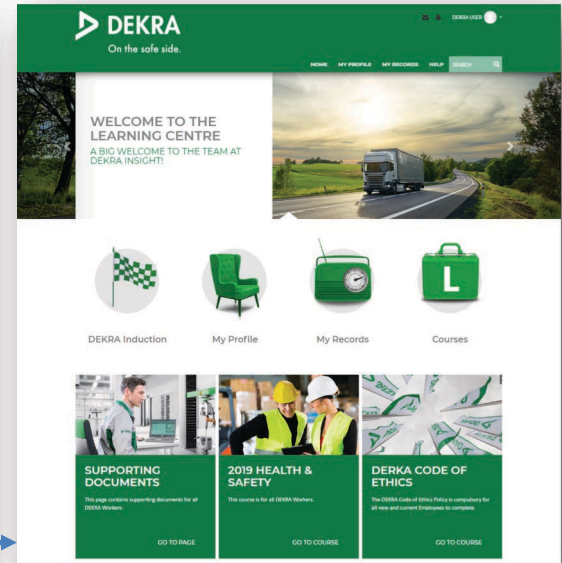 DEKRA
On the safe side.
DEKRA USER
HOME MY PROFILE MY RECORDS HELP SEARCH
WELCOME TO THE
LEARNING CENTRE
A BIG WELCOME TO THE TEAM AT
DEKRA INSIGHT!
L
DEKRA Induction My Profile My Records Courses
SUPPORTING
DOCUMENTS
This page contains supporting documents for all
DEKRA Workers.
GO TO PAGE
2019 HEALTH &
SAFETY
This course is for all DEKRA Workers.
GO TO COURSE
DERKA CODE OF
ETHICS
The DEKRA Code of Ethics Policy is compulsory for
all new and current Employees to complete.
GO TO COURSE